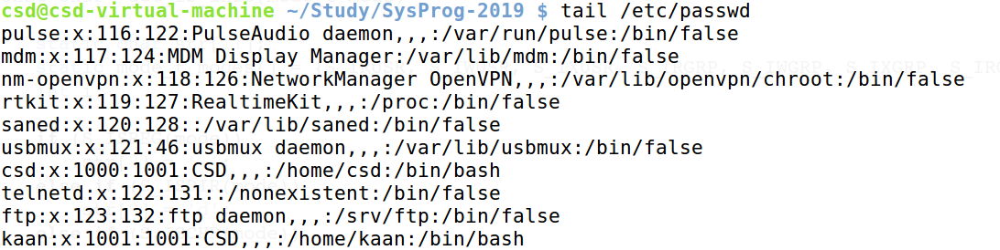 csd@csd-virtual-machine ~/Study/SysProg-2019 $ tail /etc/passwd
pulse:x:116:122:PulseAudio daemon,,,:/var/run/pulse:/bin/false
mdm:x:117:124:MDM Display Manager:/var/lib/mdm:/bin/false
nm-openvpn:x:118:126:NetworkManager OpenVPN,,,:/var/lib/openvpn/chroot:/bin/false
rtkit:x:119:127:RealtimeKit,,,:/proc:/bin/false
saned:x:120:128::/var/lib/saned:/bin/false
usbmux:x:121:46:usbmux daemon,,,:/var/lib/usbmux:/bin/false
csd:x:1000:1001:CSD,,,:/home/csd:/bin/bash
telnetd:x:122:131::/nonexistent:/bin/false
ftp:x:123:132:ftp daemon,,,:/srv/ftp:/bin/false
kaan:x:1001:1001:CSD,,,:/home/kaan:/bin/bash